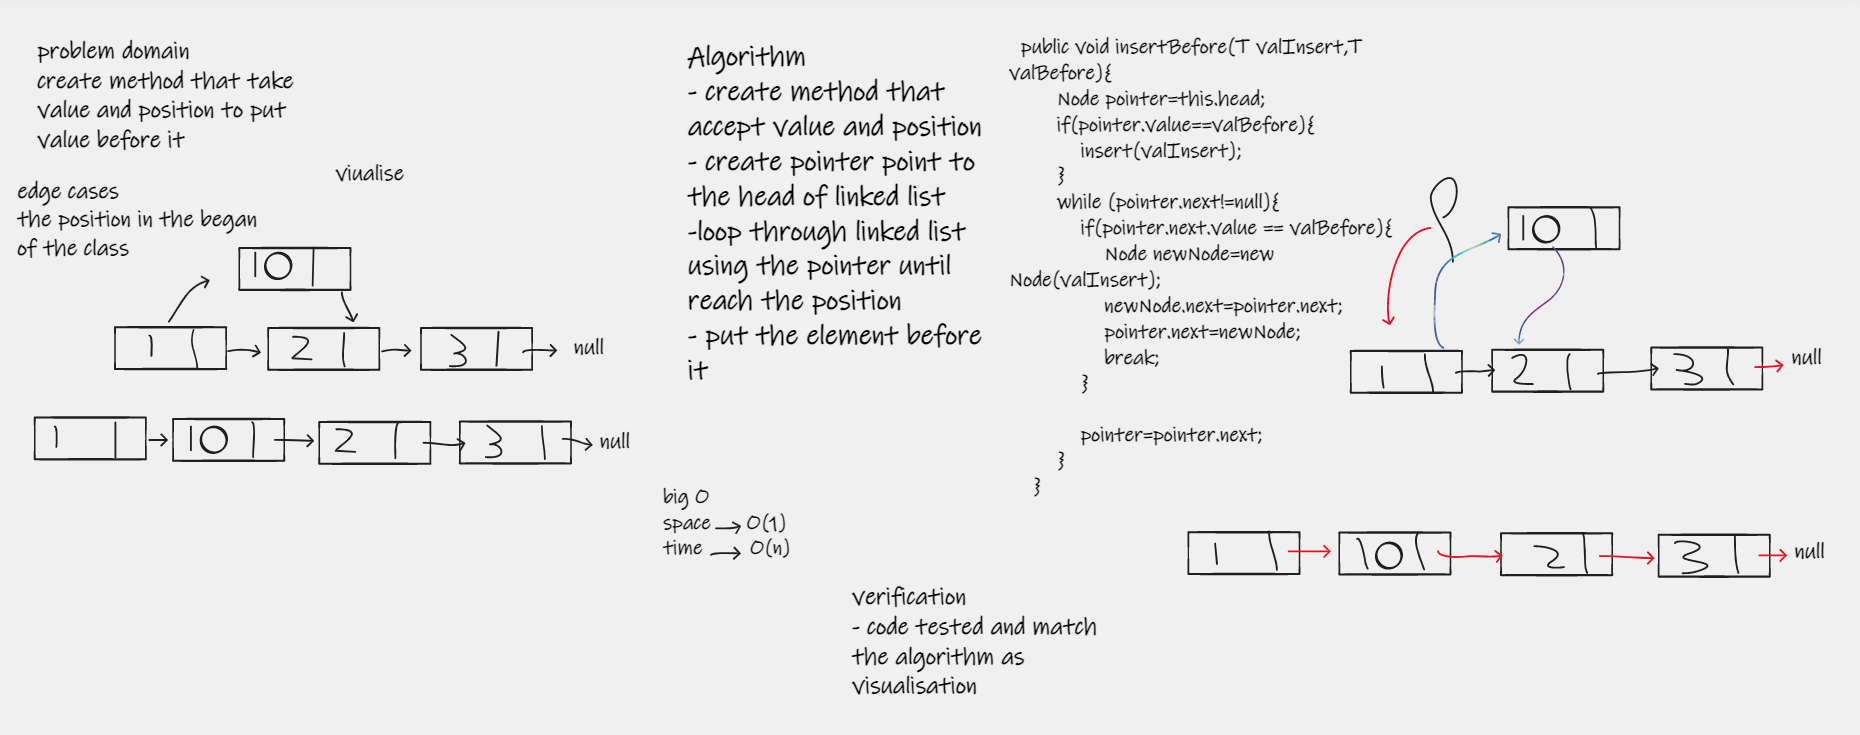 problem domain
create method that take
value and position to put
value before it
viualise
edge cases
the position in the began
of the class
10
1 2 3 null
1 10 2 3 null
Algorithm
- create method that
accept value and position
- create pointer point to
the head of linked list
-loop through linked list
using the pointer until
reach the position
- put the element before
it
big O
space → O(1)
time → O(n)
verification
- code tested and match
the algorithm as
visualisation
public void insertBefore(T valInsert,T
valBefore){
Node pointer=this.head;
if(pointer.value==valBefore){
insert(valInsert);
}
while (pointer.next!=null){
if(pointer.next.value == valBefore){
Node newNode=new
Node(valInsert);
newNode.next=pointer.next;
pointer.next=newNode;
break;
}
pointer=pointer.next;
}
}
10
1 2 3 null
1 10 2 3 null